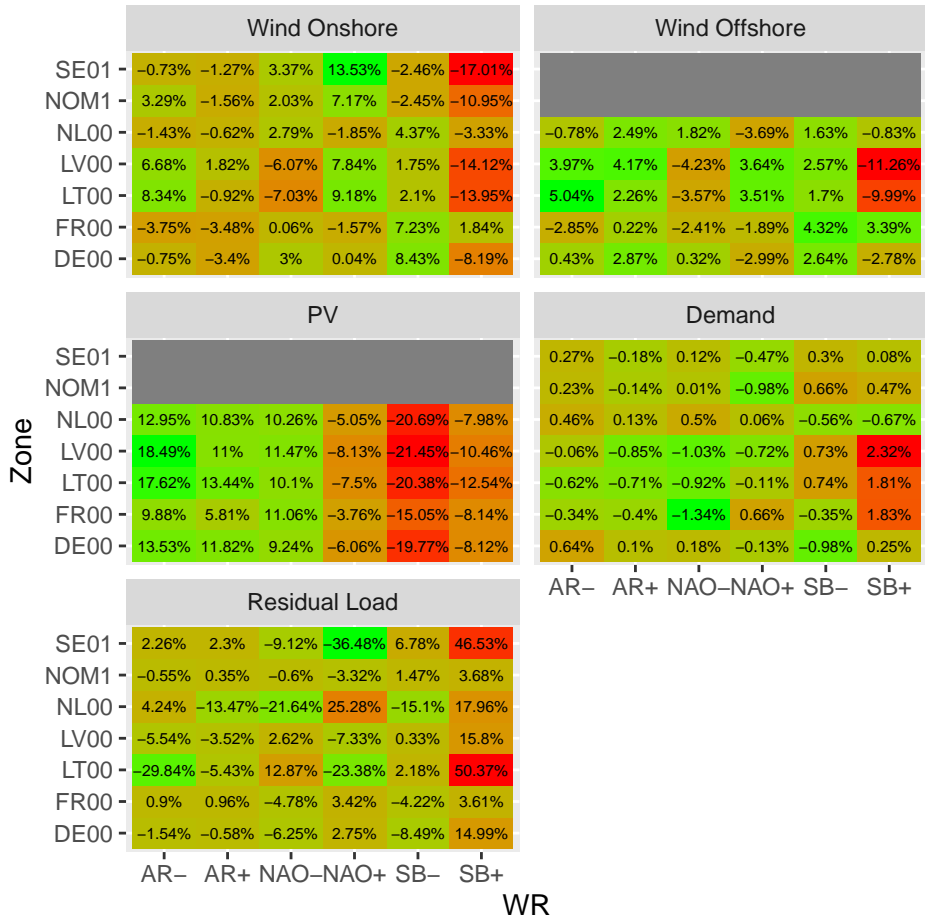 Wind Onshore Wind Offshore
SE01 −0.73% −1.27% 3.37% 13.53% −2.46% −17.01%
NOM1 3.29% −1.56% 2.03% 7.17% −2.45% −10.95%
NL00 −1.43% −0.62% 2.79% −1.85% 4.37% −3.33% −0.78% 2.49% 1.82% −3.69% 1.63% −0.83%
LV00 6.68% 1.82% −6.07% 7.84% 1.75% −14.12% 3.97% 4.17% −4.23% 3.64% 2.57% −11.26%
LT00 8.34% −0.92% −7.03% 9.18% 2.1% −13.95% 5.04% 2.26% −3.57% 3.51% 1.7% −9.99%
FR00 −3.75% −3.48% 0.06% −1.57% 7.23% 1.84% −2.85% 0.22% −2.41% −1.89% 4.32% 3.39%
DE00 −0.75% −3.4% 3% 0.04% 8.43% −8.19% 0.43% 2.87% 0.32% −2.99% 2.64% −2.78%
PV Demand
SE01 0.27% −0.18% 0.12% −0.47% 0.3% 0.08%
NOM1 0.23% −0.14% 0.01% −0.98% 0.66% 0.47%
NL00 12.95% 10.83% 10.26% −5.05% −20.69% −7.98% 0.46% 0.13% 0.5% 0.06% −0.56% −0.67%
LV00 18.49% 11% 11.47% −8.13% −21.45% −10.46% −0.06% −0.85% −1.03% −0.72% 0.73% 2.32%
LT00 17.62% 13.44% 10.1% −7.5% −20.38% −12.54% −0.62% −0.71% −0.92% −0.11% 0.74% 1.81%
FR00 9.88% 5.81% 11.06% −3.76% −15.05% −8.14% −0.34% −0.4% −1.34% 0.66% −0.35% 1.83%
DE00 13.53% 11.82% 9.24% −6.06% −19.77% −8.12% 0.64% 0.1% 0.18% −0.13% −0.98% 0.25%
AR− AR+ NAO− NAO+ SB− SB+
Zone
Residual Load
SE01 2.26% 2.3% −9.12% −36.48% 6.78% 46.53%
NOM1 −0.55% 0.35% −0.6% −3.32% 1.47% 3.68%
NL00 4.24% −13.47% −21.64% 25.28% −15.1% 17.96%
LV00 −5.54% −3.52% 2.62% −7.33% 0.33% 15.8%
LT00 −29.84% −5.43% 12.87% −23.38% 2.18% 50.37%
FR00 0.9% 0.96% −4.78% 3.42% −4.22% 3.61%
DE00 −1.54% −0.58% −6.25% 2.75% −8.49% 14.99%
AR− AR+ NAO− NAO+ SB− SB+
WR